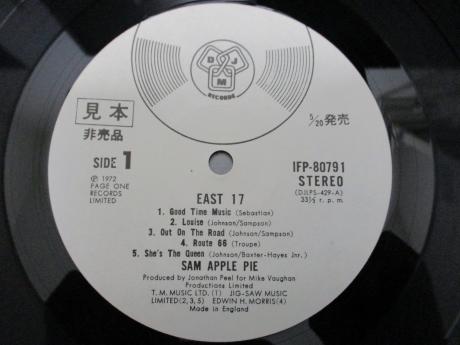 D J
M
RECORDS
見本
非売品
5/20発売
SIDE 1
IFP-80791
STEREO
(DJLPS-429-A)
33⅓ r. p. m.
℗ 1972
PAGE ONE
RECORDS
LIMITED
EAST 17
1. Good Time Music (Sebastian)
2. Louise (Johnson/Sampson)
3. Out On The Road (Johnson/Sampson)
4. Route 66 (Troupe)
5. She's The Queen (Johnson/Baxter-Hayes Jnr.)
SAM APPLE PIE
Produced by Jonathan Peel for Mike Vaughan
Productions Limited
T. M. MUSIC LTD. (1) JIG-SAW MUSIC
LIMITED(2,3,5) EDWIN H. MORRIS(4)
Made in England